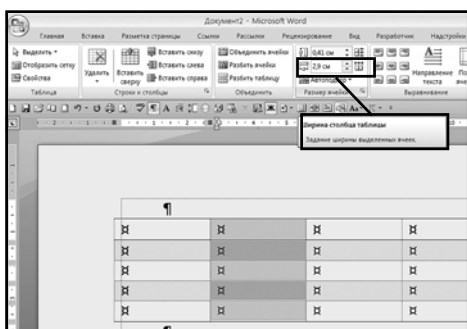 Документ2 - Microsoft Word
Главная Вставка Разметка страницы Ссылки Рассылки Рецензирование Вид Разработчик Надстройки
Выделить
Отобразить сетку
Свойства
Таблица
Удалить
Вставить сверху
Вставить снизу
Вставить слева
Вставить справа
Строки и столбцы
Объединить ячейки
Разбить ячейки
Разбить таблицу
Объединить
0,41 см
2,9 см
Автоподбор
Размер ячейки
Направление текста
Выравнивание
Ширина столбца таблицы
Задание ширины выделенных ячеек.
¶
¤ ¤ ¤ ¤
¤ ¤ ¤ ¤
¤ ¤ ¤ ¤
¤ ¤ ¤ ¤
¤ ¤ ¤ ¤